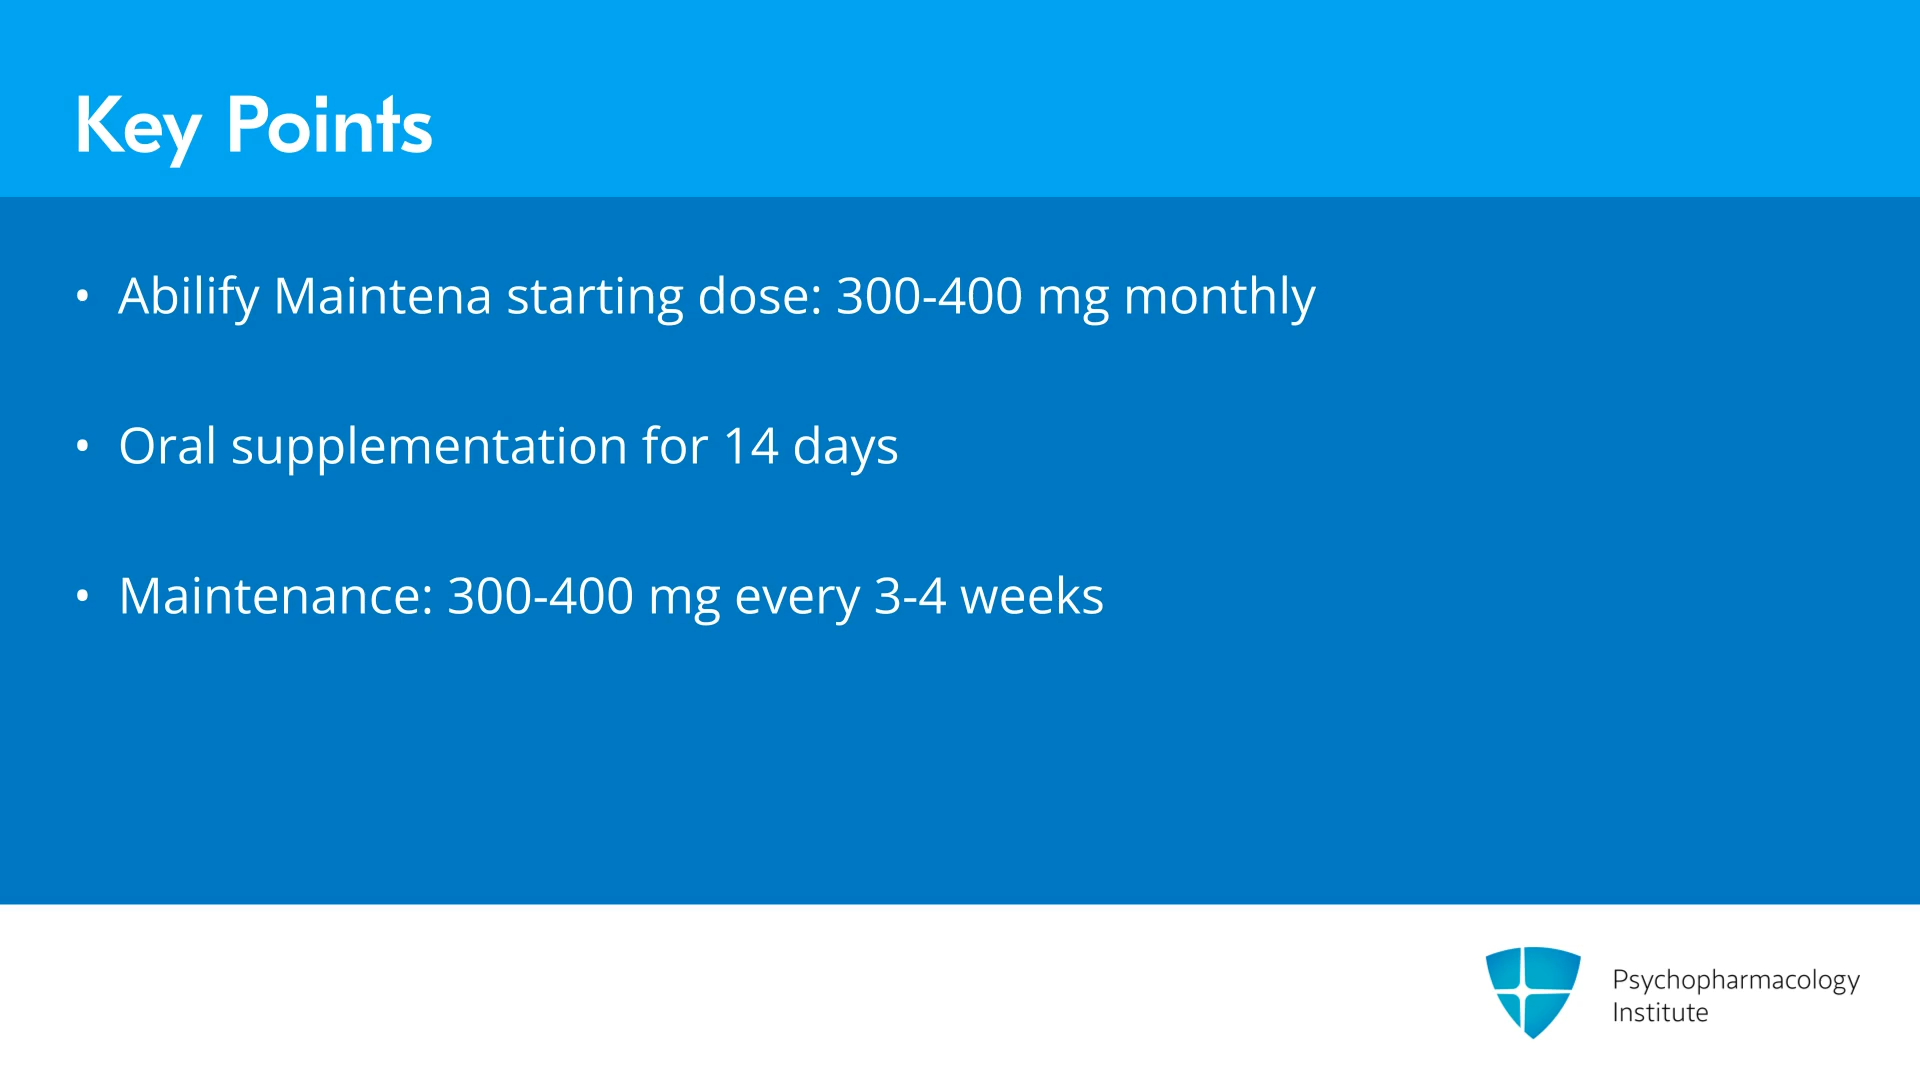 Key Points
• Abilify Maintena starting dose: 300-400 mg monthly
• Oral supplementation for 14 days
• Maintenance: 300-400 mg every 3-4 weeks
Psychopharmacology
Institute